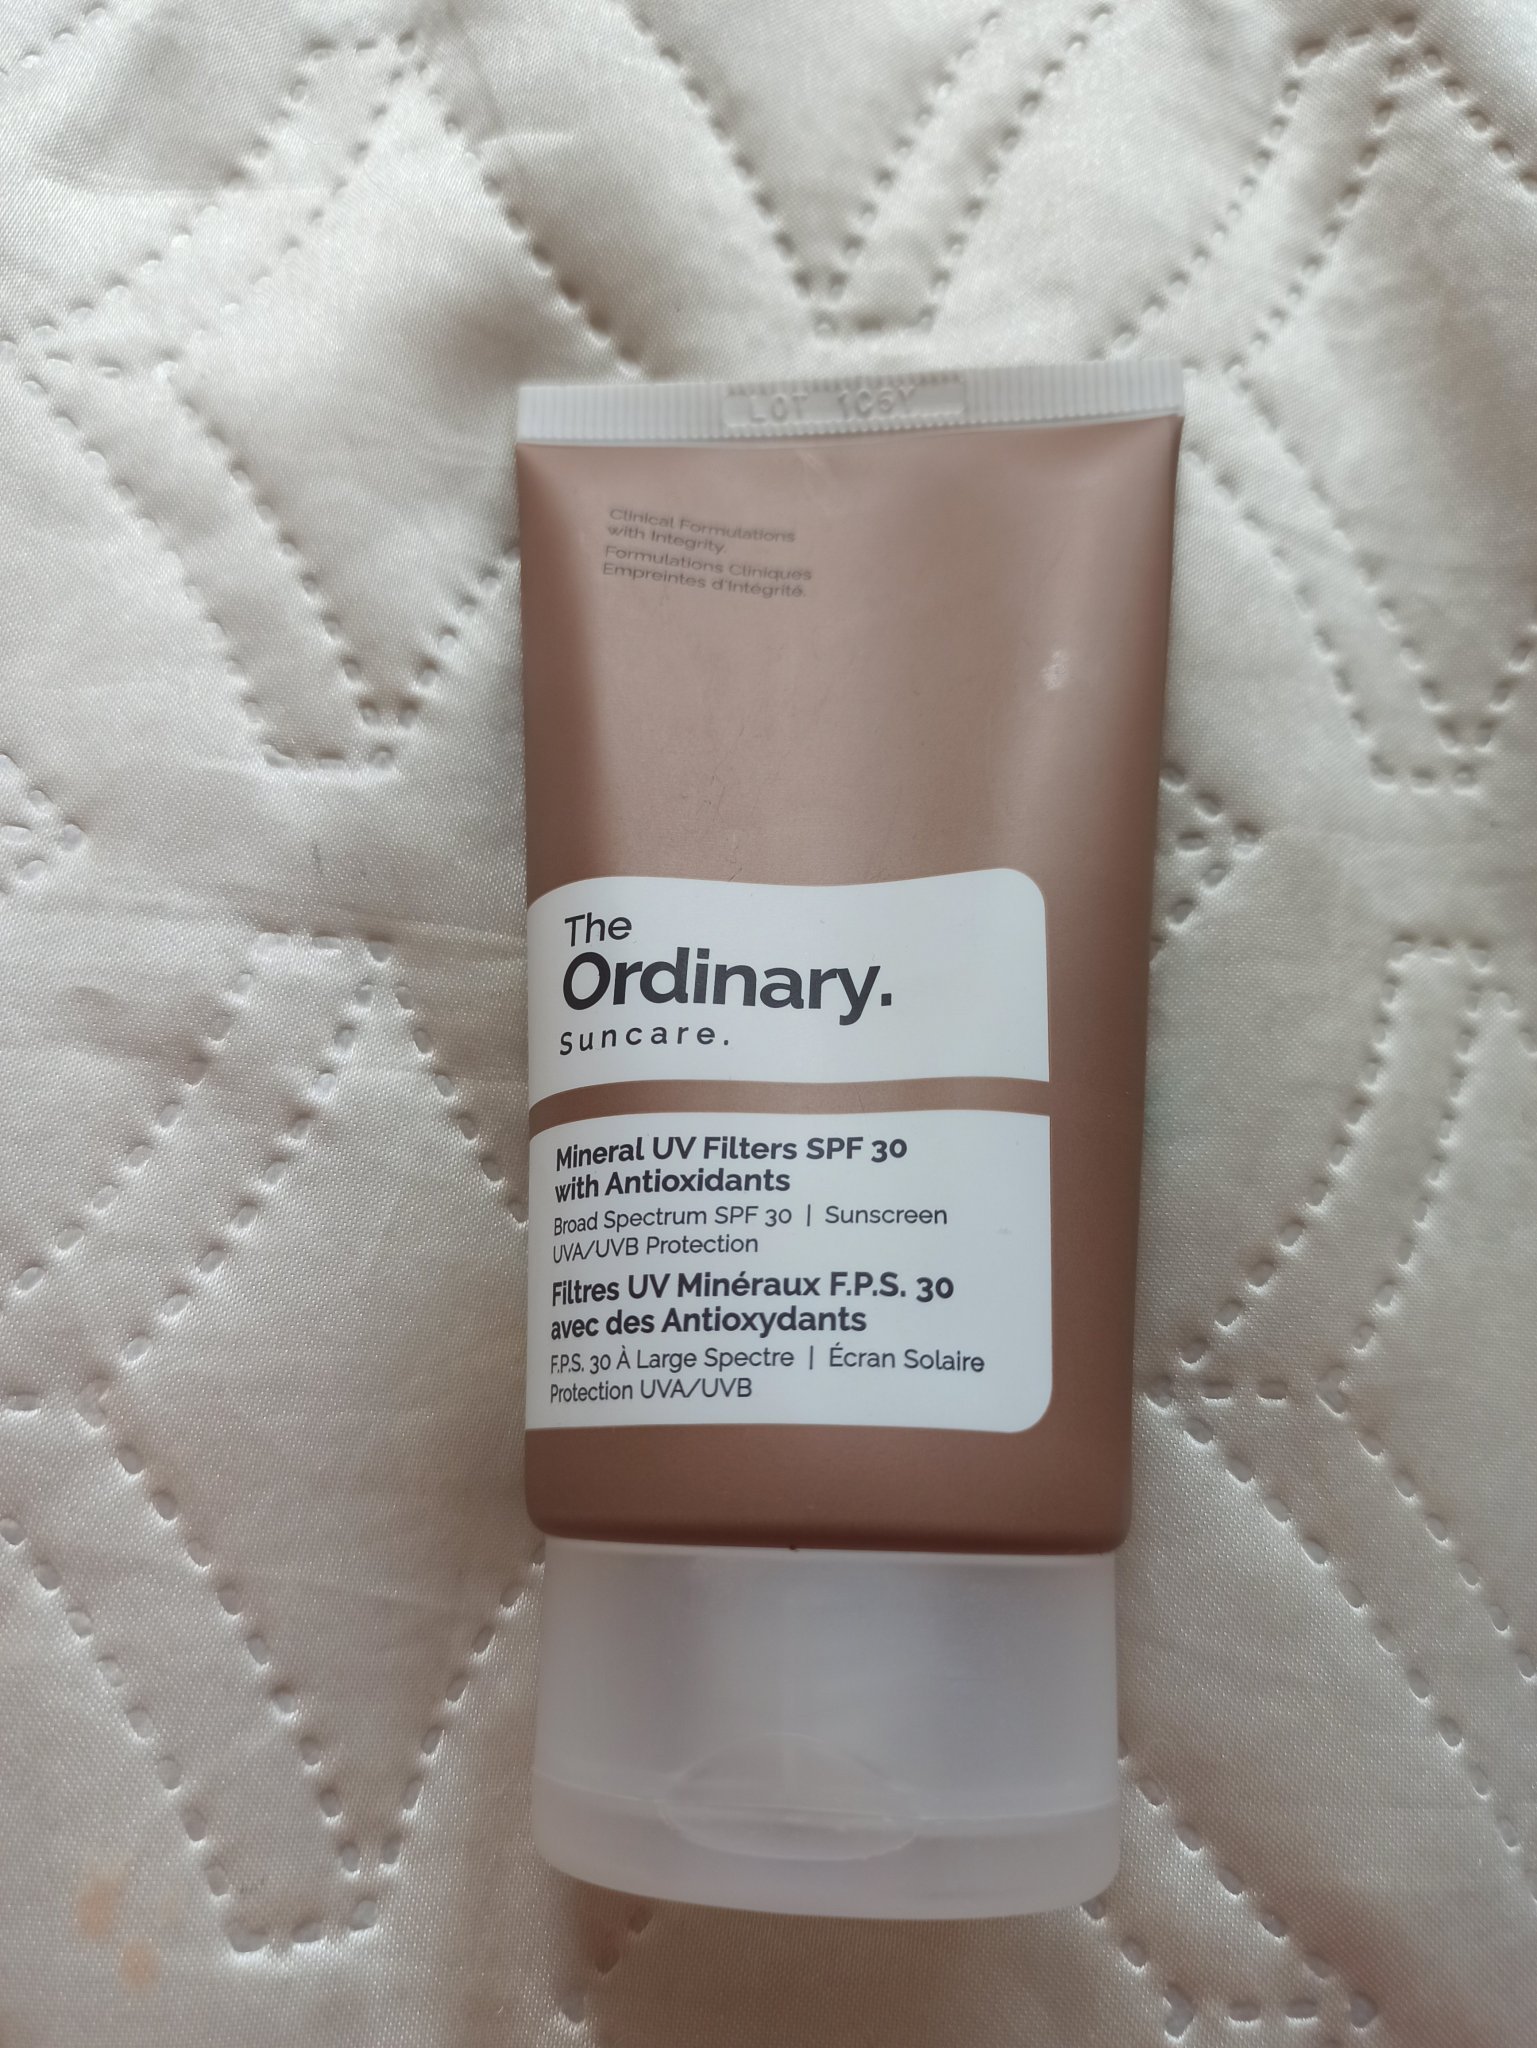 LOT 1C6Y
Clinical Formulations
with Integrity.
Formulations Cliniques
Empreintes d'Intégrité.
The
Ordinary.
Suncare.
Mineral UV Filters SPF 30
with Antioxidants
Broad Spectrum SPF 30 | Sunscreen
UVA/UVB Protection
Filtres UV Minéraux F.P.S. 30
avec des Antioxydants
F.P.S. 30 À Large Spectre | Écran Solaire
Protection UVA/UVB